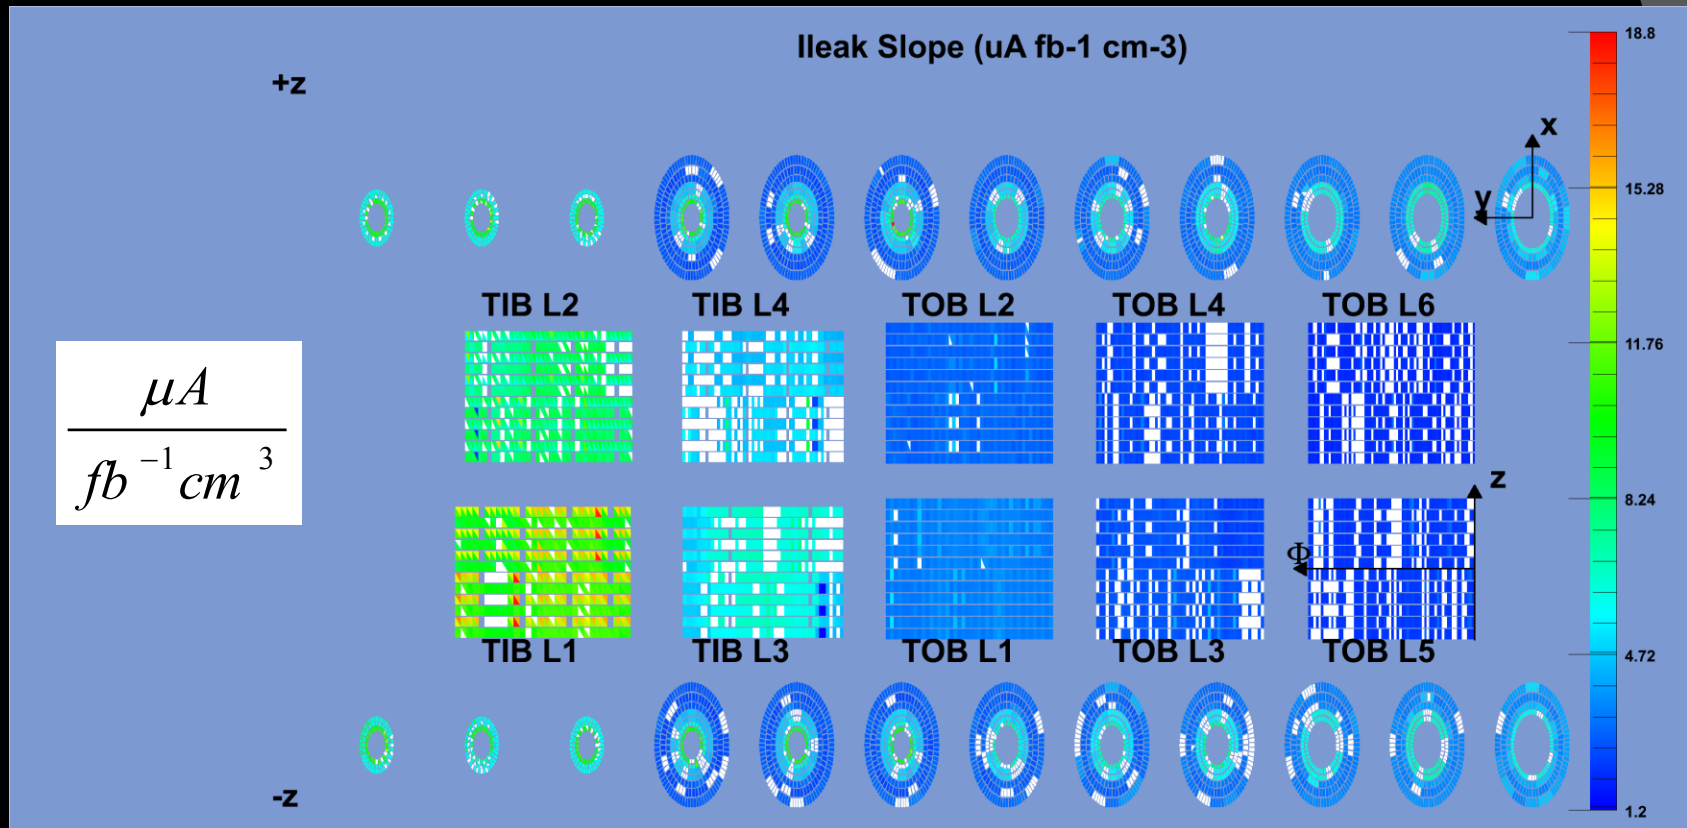 Ileak Slope (uA fb-1 cm-3)
+z
18.8
x
15.28
y
TIB L2 TIB L4 TOB L2 TOB L4 TOB L6
11.76
μA
fb⁻¹cm³
8.24
z
Φ
TIB L1 TIB L3 TOB L1 TOB L3 TOB L5
4.72
-z
1.2